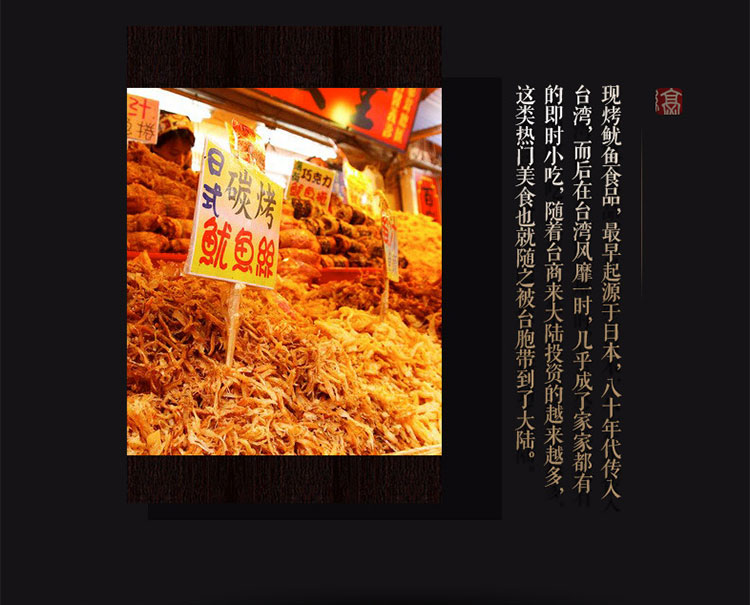 现烤鱿鱼食品，最早起源于日本，八十年代传入
台湾，而后在台湾风靡一时，几乎成了家家都有
的即时小吃，随着台商来大陆投资的越来越多，
这类热门美食也就随之被台胞带到了大陆。
日式
碳烤
魷魚絲
巧克力
魷魚